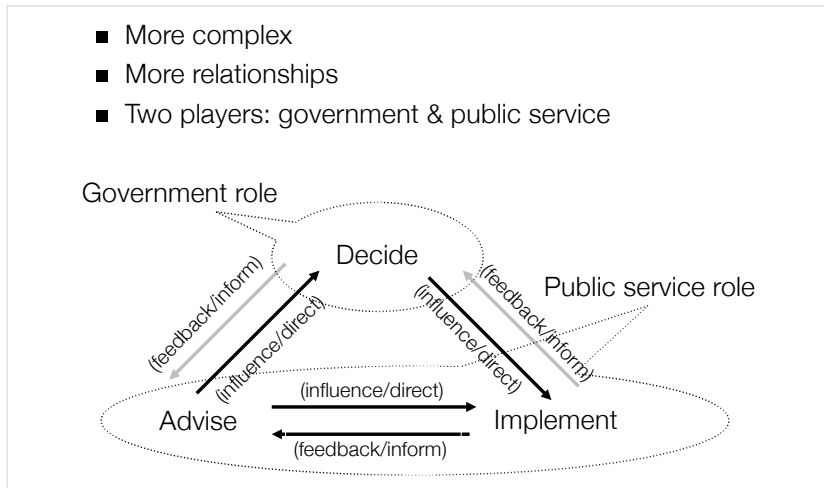 More complex
More relationships
Two players: government & public service
Government role
Decide
(feedback/inform)
(influence/direct)
(influence/direct)
(feedback/inform)
Public service role
Advise
(influence/direct)
(feedback/inform)
Implement